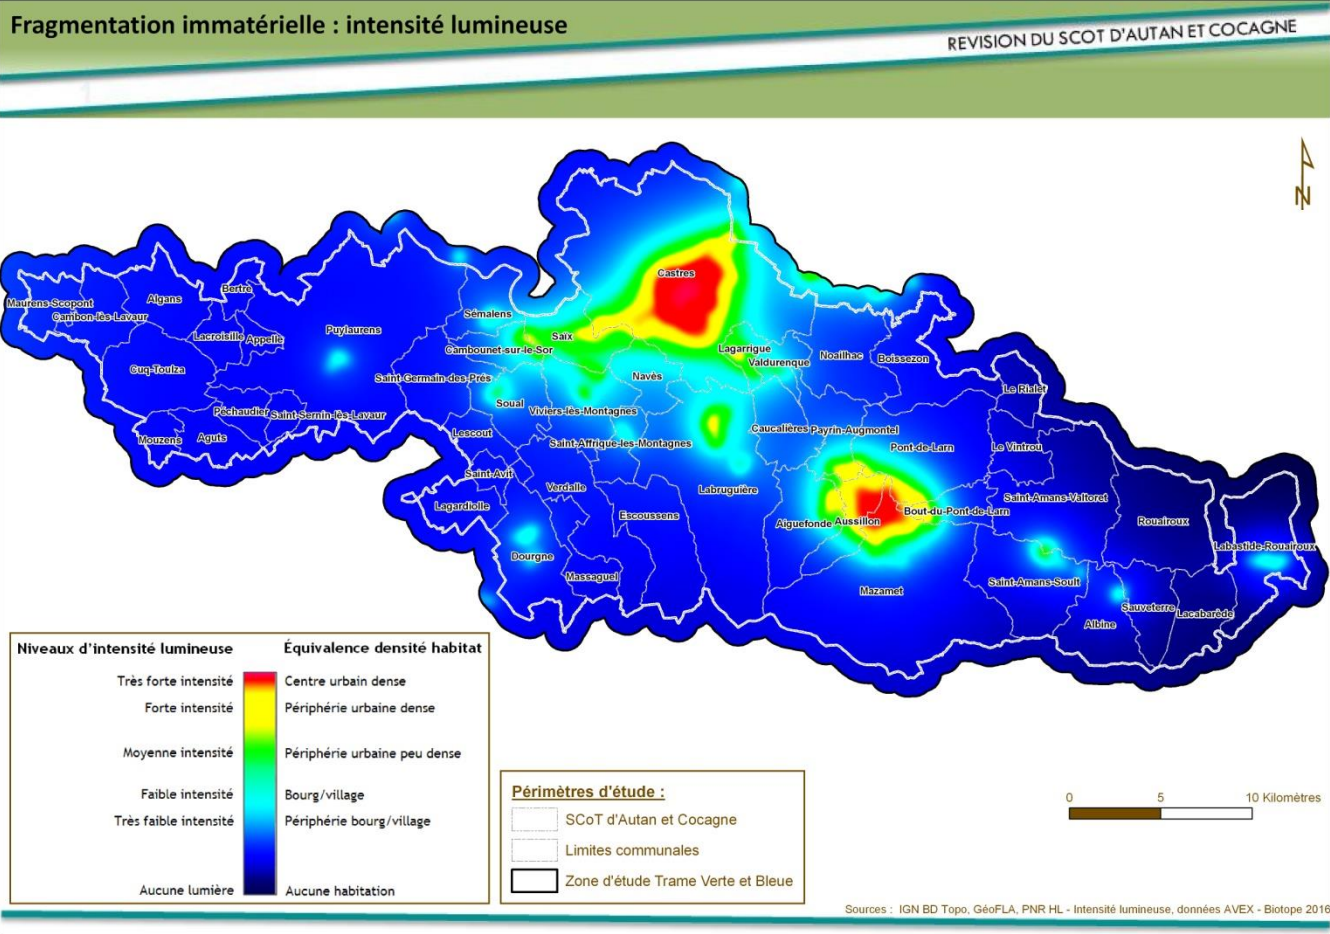 Fragmentation immatérielle : intensité lumineuse
REVISION DU SCOT D'AUTAN ET COCAGNE
1
N
Castres
Maurens-Scopont
Cambon-lès-Lavaur
Algans
Bertre
Lacroisille
Appelle
Puylaurens
Sémalens
Saïx
Cambounet-sur-le-Sor
Lagarrigue
Valdurenque
Noailhac
Boissezon
Cuq-Toulza
Saint-Germain-des-Prés
Navès
Le Rialet
Péchaudier
Saint-Sernin-lès-Lavaur
Soual
Viviers-lès-Montagnes
Mouzens
Aguts
Lescout
Saint-Affrique-les-Montagnes
Caucalières
Payrin-Augmontel
Pont-de-Larn
Le Vintrou
Saint-Avit
Verdalle
Labruguière
Lagardiolle
Escoussens
Saint-Amans-Valtoret
Aiguefonde
Aussillon
Bout-du-Pont-de-Larn
Rouairoux
Dourgne
Labastide-Rouairoux
Massaguel
Mazamet
Saint-Amans-Soult
Sauveterre
Lacabarède
Albine
Niveaux d'intensité lumineuse
Équivalence densité habitat
Très forte intensité
Centre urbain dense
Forte intensité
Périphérie urbaine dense
Moyenne intensité
Périphérie urbaine peu dense
Faible intensité
Bourg/village
Très faible intensité
Périphérie bourg/village
Aucune lumière
Aucune habitation
Périmètres d'étude :
SCoT d'Autan et Cocagne
Limites communales
Zone d'étude Trame Verte et Bleue
0 5 10 Kilomètres
Sources : IGN BD Topo, GéoFLA, PNR HL - Intensité lumineuse, données AVEX - Biotope 2016